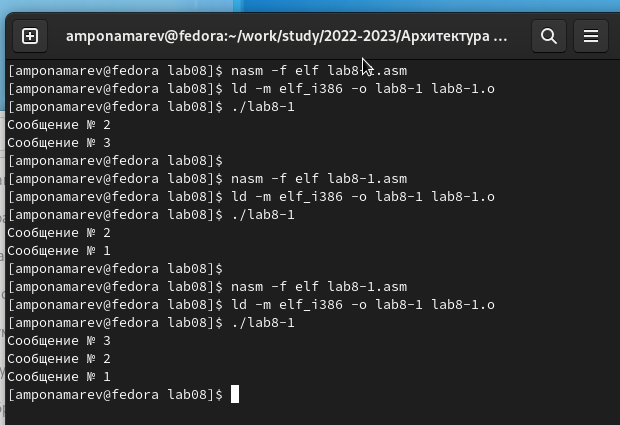 amponamarev@fedora:~/work/study/2022-2023/Архитектура ...
[amponamarev@fedora lab08]$ nasm -f elf lab8-1.asm
[amponamarev@fedora lab08]$ ld -m elf_i386 -o lab8-1 lab8-1.o
[amponamarev@fedora lab08]$ ./lab8-1
Сообщение № 2
Сообщение № 3
[amponamarev@fedora lab08]$
[amponamarev@fedora lab08]$ nasm -f elf lab8-1.asm
[amponamarev@fedora lab08]$ ld -m elf_i386 -o lab8-1 lab8-1.o
[amponamarev@fedora lab08]$ ./lab8-1
Сообщение № 2
Сообщение № 1
[amponamarev@fedora lab08]$
[amponamarev@fedora lab08]$ nasm -f elf lab8-1.asm
[amponamarev@fedora lab08]$ ld -m elf_i386 -o lab8-1 lab8-1.o
[amponamarev@fedora lab08]$ ./lab8-1
Сообщение № 3
Сообщение № 2
Сообщение № 1
[amponamarev@fedora lab08]$